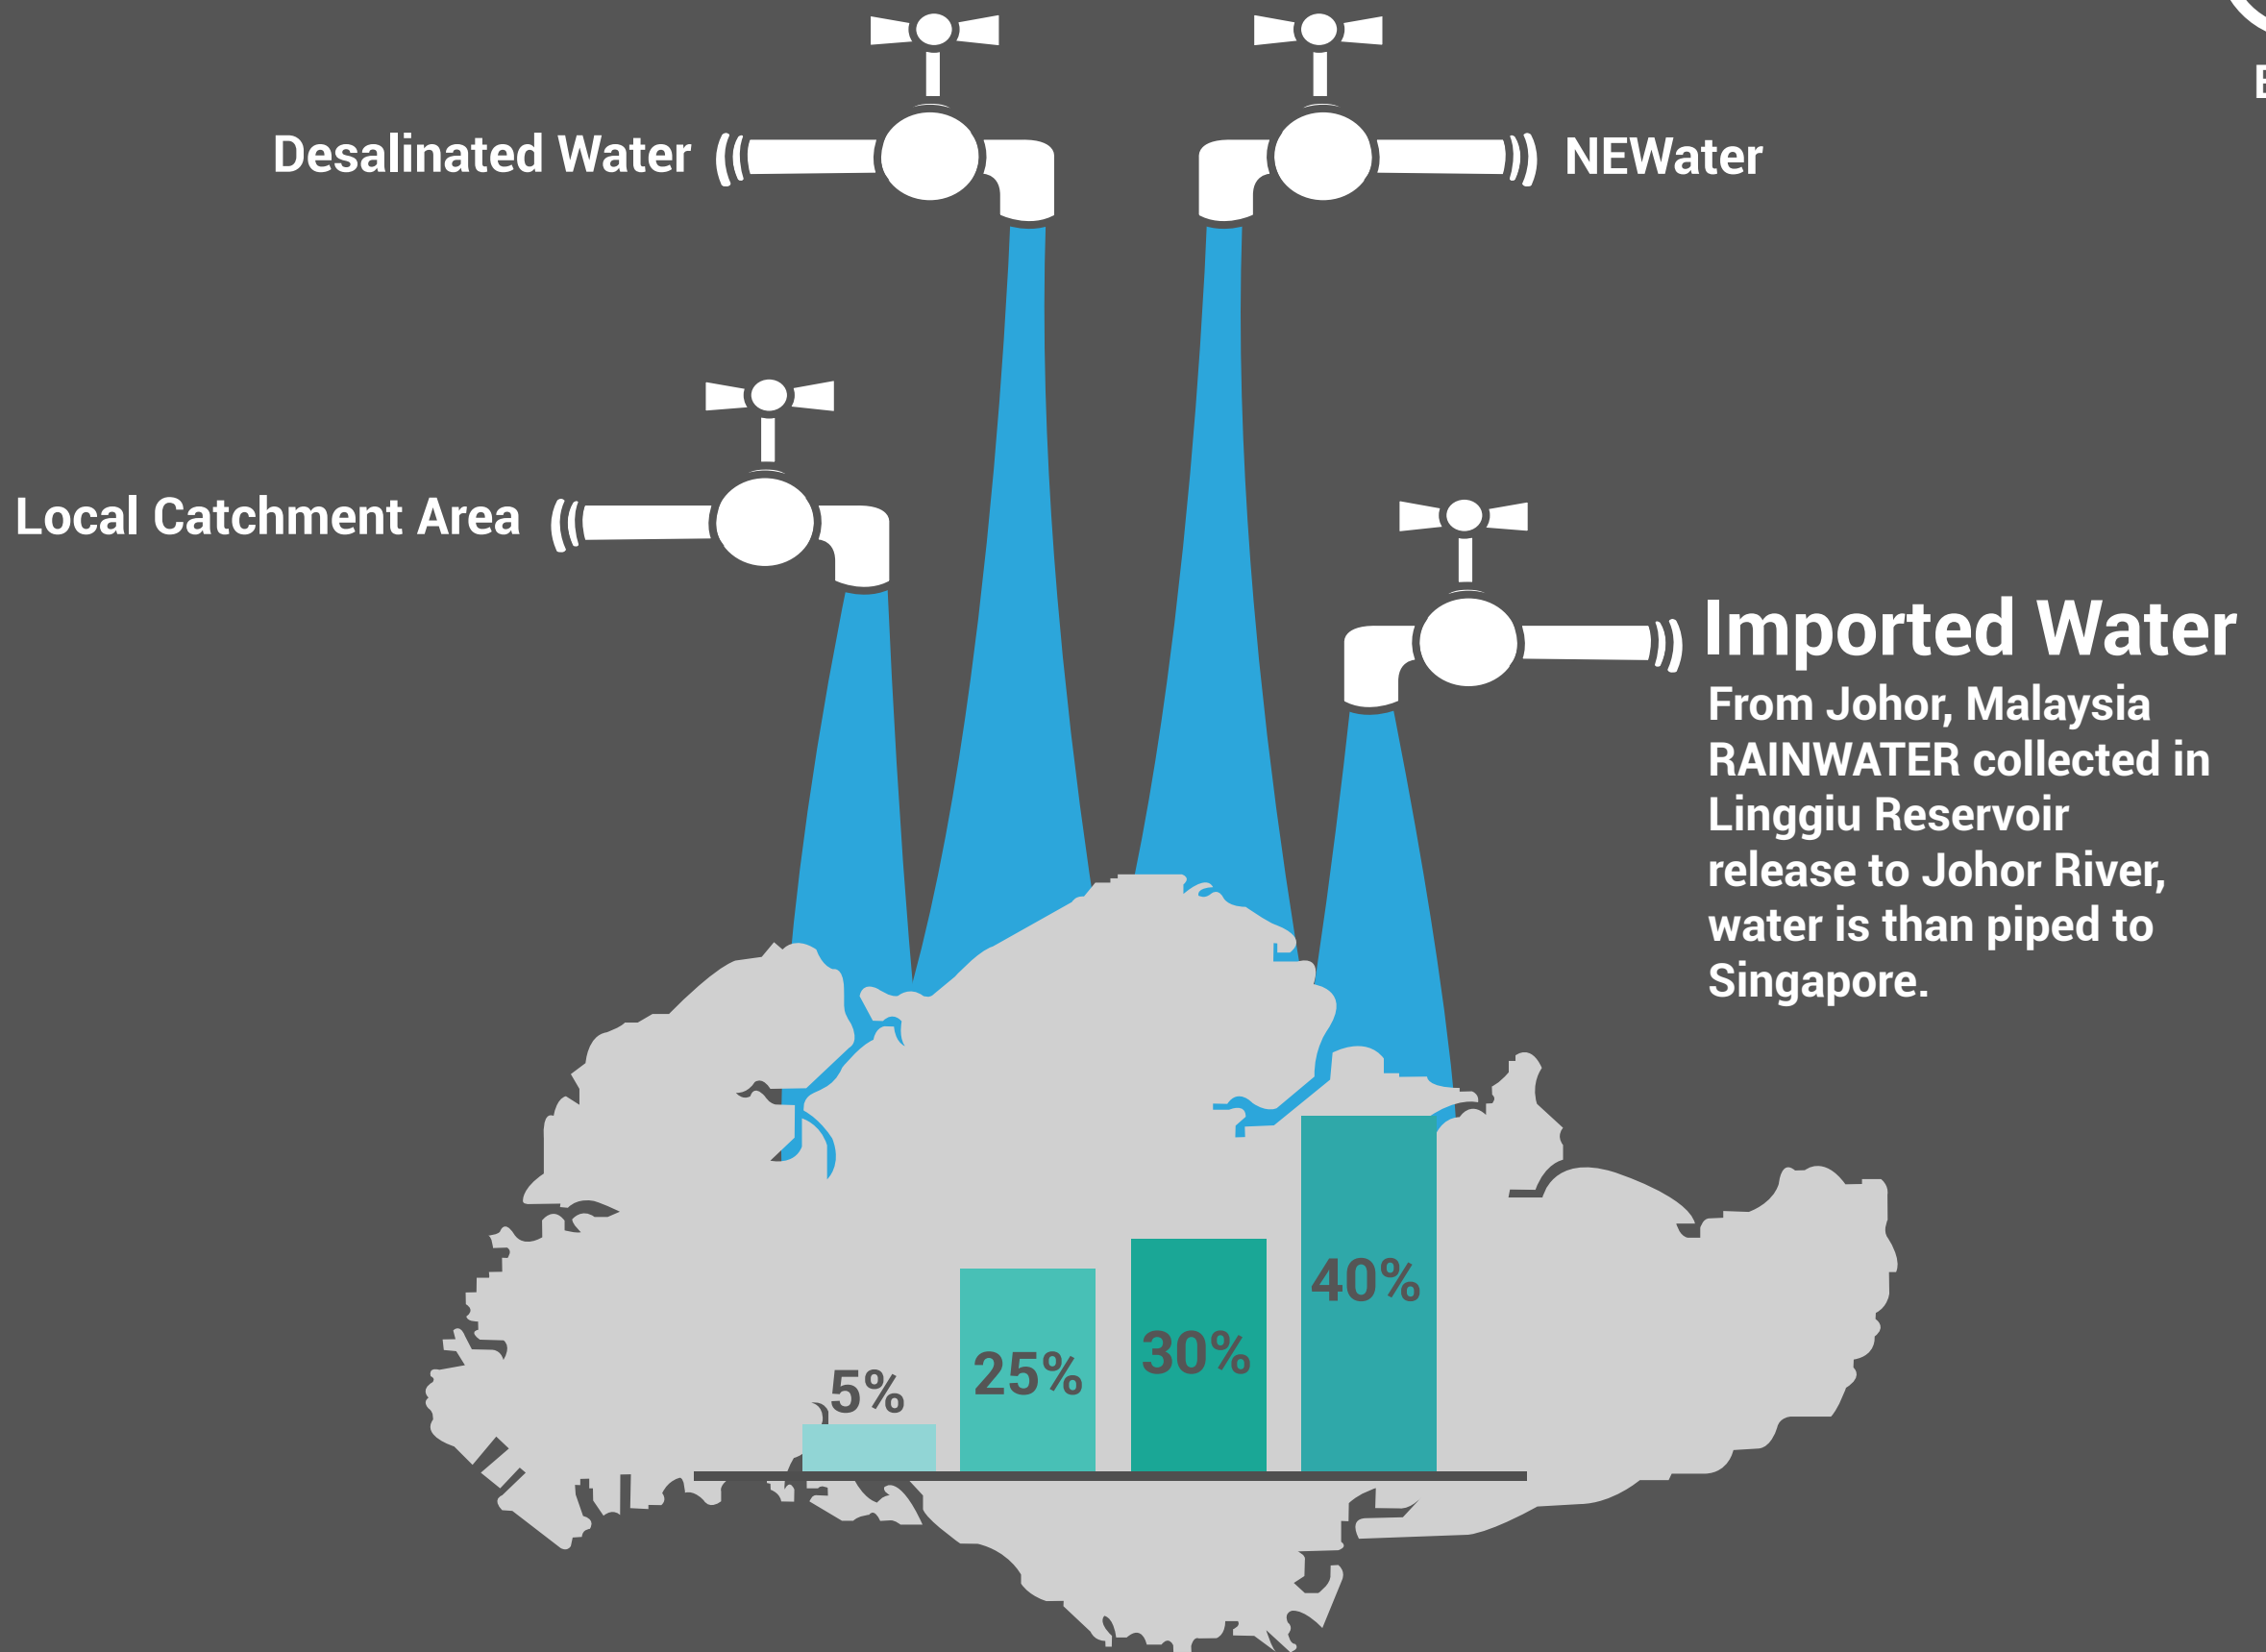 Desalinated Water
NEWater
Local Catchment Area
Imported Water
From Johor, Malaysia
RAINWATER collected in
Linggiu Reservoir
release to Johor River,
water is than piped to
Singapore.
40%
30%
25%
5%